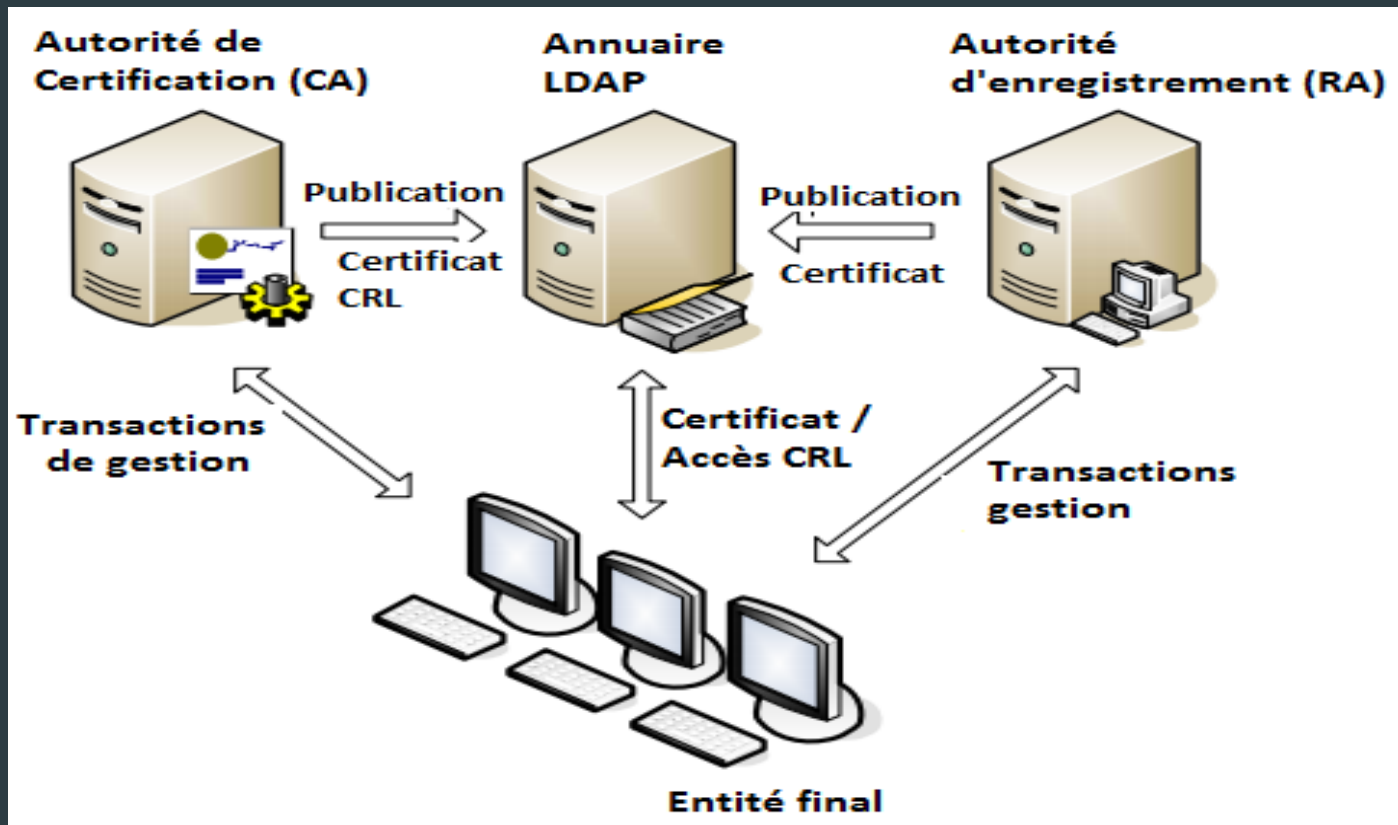 Autorité de
Certification (CA)
Annuaire
LDAP
Autorité
d'enregistrement (RA)
Publication
Certificat
CRL
Publication
Certificat
Transactions
de gestion
Certificat /
Accès CRL
Transactions
gestion
Entité final